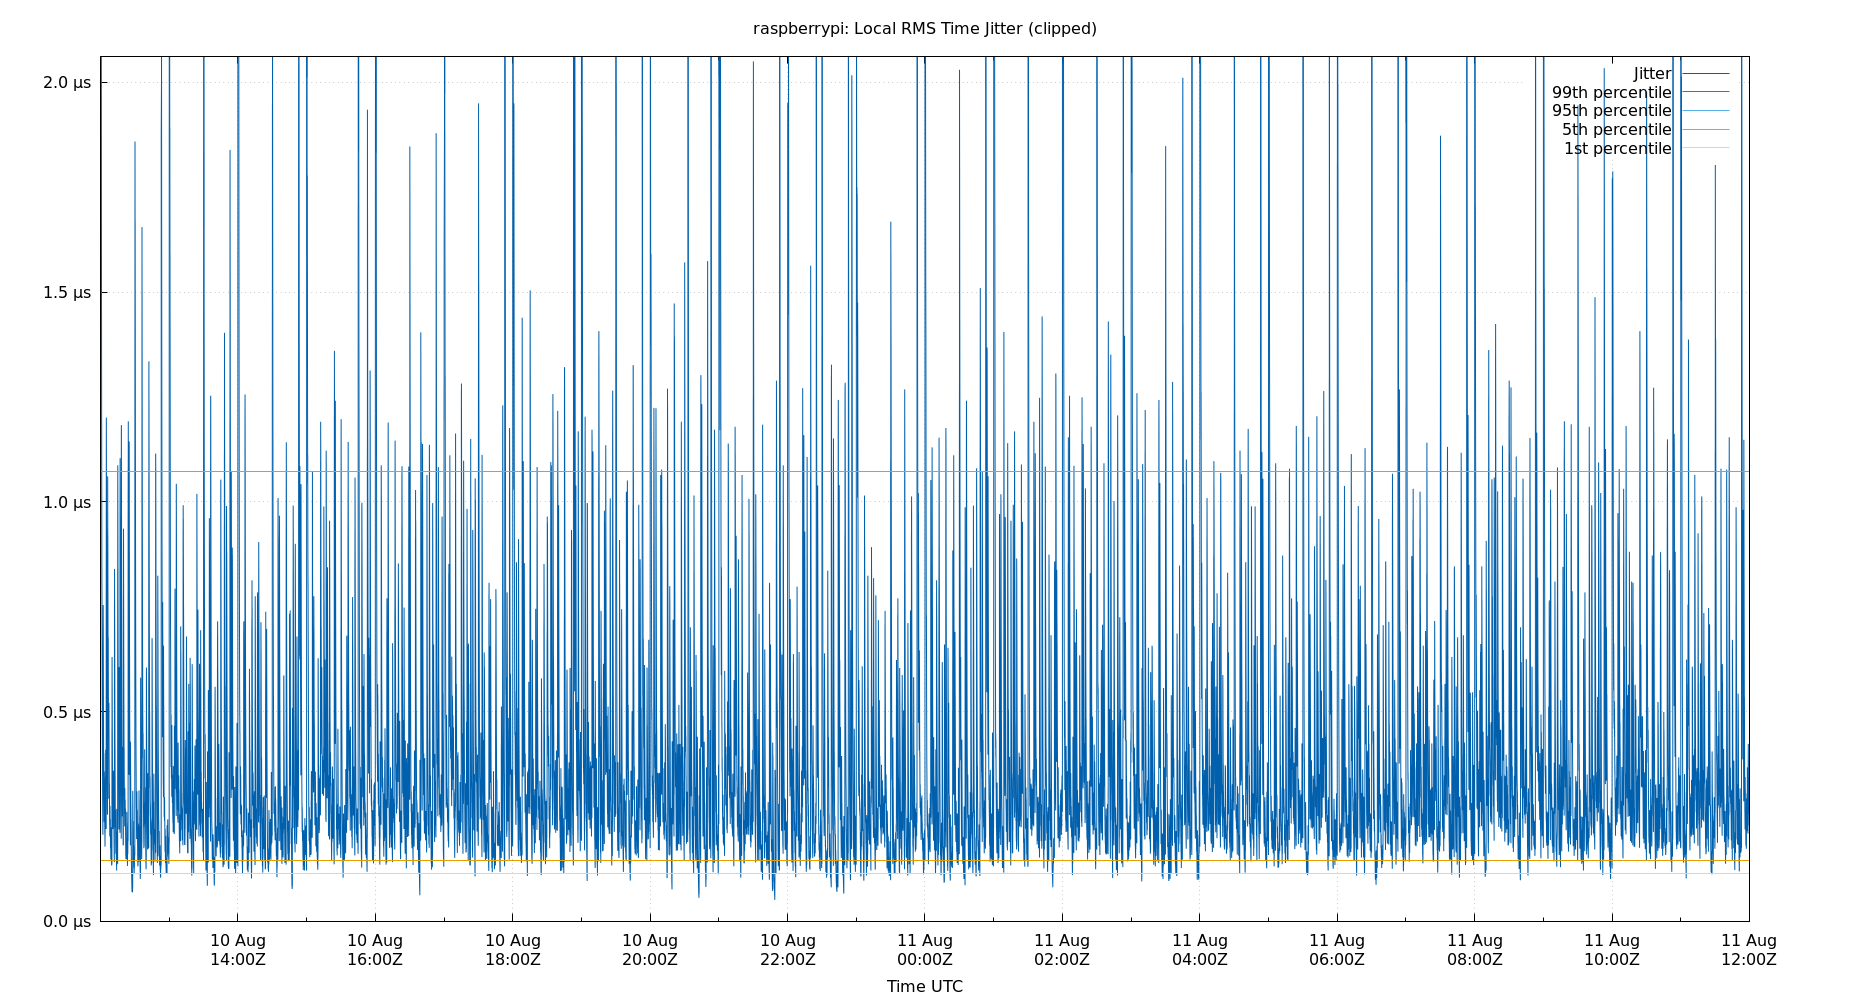 raspberrypi: Local RMS Time Jitter (clipped)
2.0 µs
1.5 µs
1.0 µs
0.5 µs
0.0 µs
Jitter
99th percentile
95th percentile
5th percentile
1st percentile
10 Aug 10 Aug 10 Aug 10 Aug 10 Aug 11 Aug 11 Aug 11 Aug 11 Aug 11 Aug 11 Aug 11 Aug
14:00Z 16:00Z 18:00Z 20:00Z 22:00Z 00:00Z 02:00Z 04:00Z 06:00Z 08:00Z 10:00Z 12:00Z
Time UTC